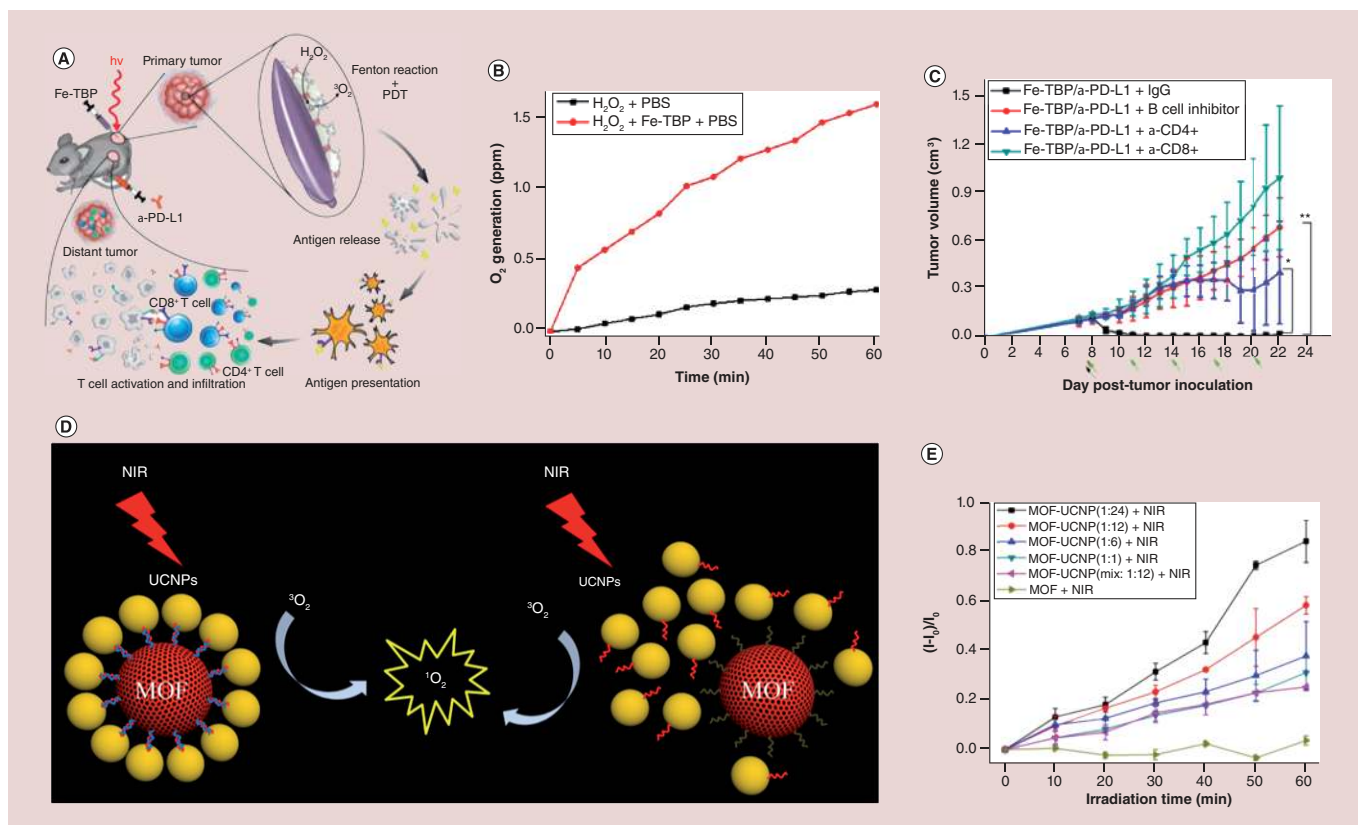 A
hv
Primary tumor
Fe-TBP
H₂O₂
³O₂
Fenton reaction
+
PDT
a-PD-L1
Distant tumor
Antigen release
CD8⁺ T cell
CD4⁺ T cell
T cell activation and infiltration
Antigen presentation
B
H₂O₂ + PBS
H₂O₂ + Fe-TBP + PBS
O₂ generation (ppm)
1.5
1.0
0.5
0.0
0 10 20 30 40 50 60
Time (min)
C
Fe-TBP/a-PD-L1 + IgG
Fe-TBP/a-PD-L1 + B cell inhibitor
Fe-TBP/a-PD-L1 + a-CD4+
Fe-TBP/a-PD-L1 + a-CD8+
Tumor volume (cm³)
1.5
1.2
0.9
0.6
0.3
0.0
**
*
0 2 4 6 8 10 12 14 16 18 20 22 24
Day post-tumor inoculation
D
NIR
UCNPs
³O₂
MOF
¹O₂
NIR
UCNPs
³O₂
MOF
E
MOF-UCNP(1:24) + NIR
MOF-UCNP(1:12) + NIR
MOF-UCNP(1:6) + NIR
MOF-UCNP(1:1) + NIR
MOF-UCNP(mix: 1:12) + NIR
MOF + NIR
(I-I₀)/I₀
1.0
0.8
0.6
0.4
0.2
0.0
0 10 20 30 40 50 60
Irradiation time (min)